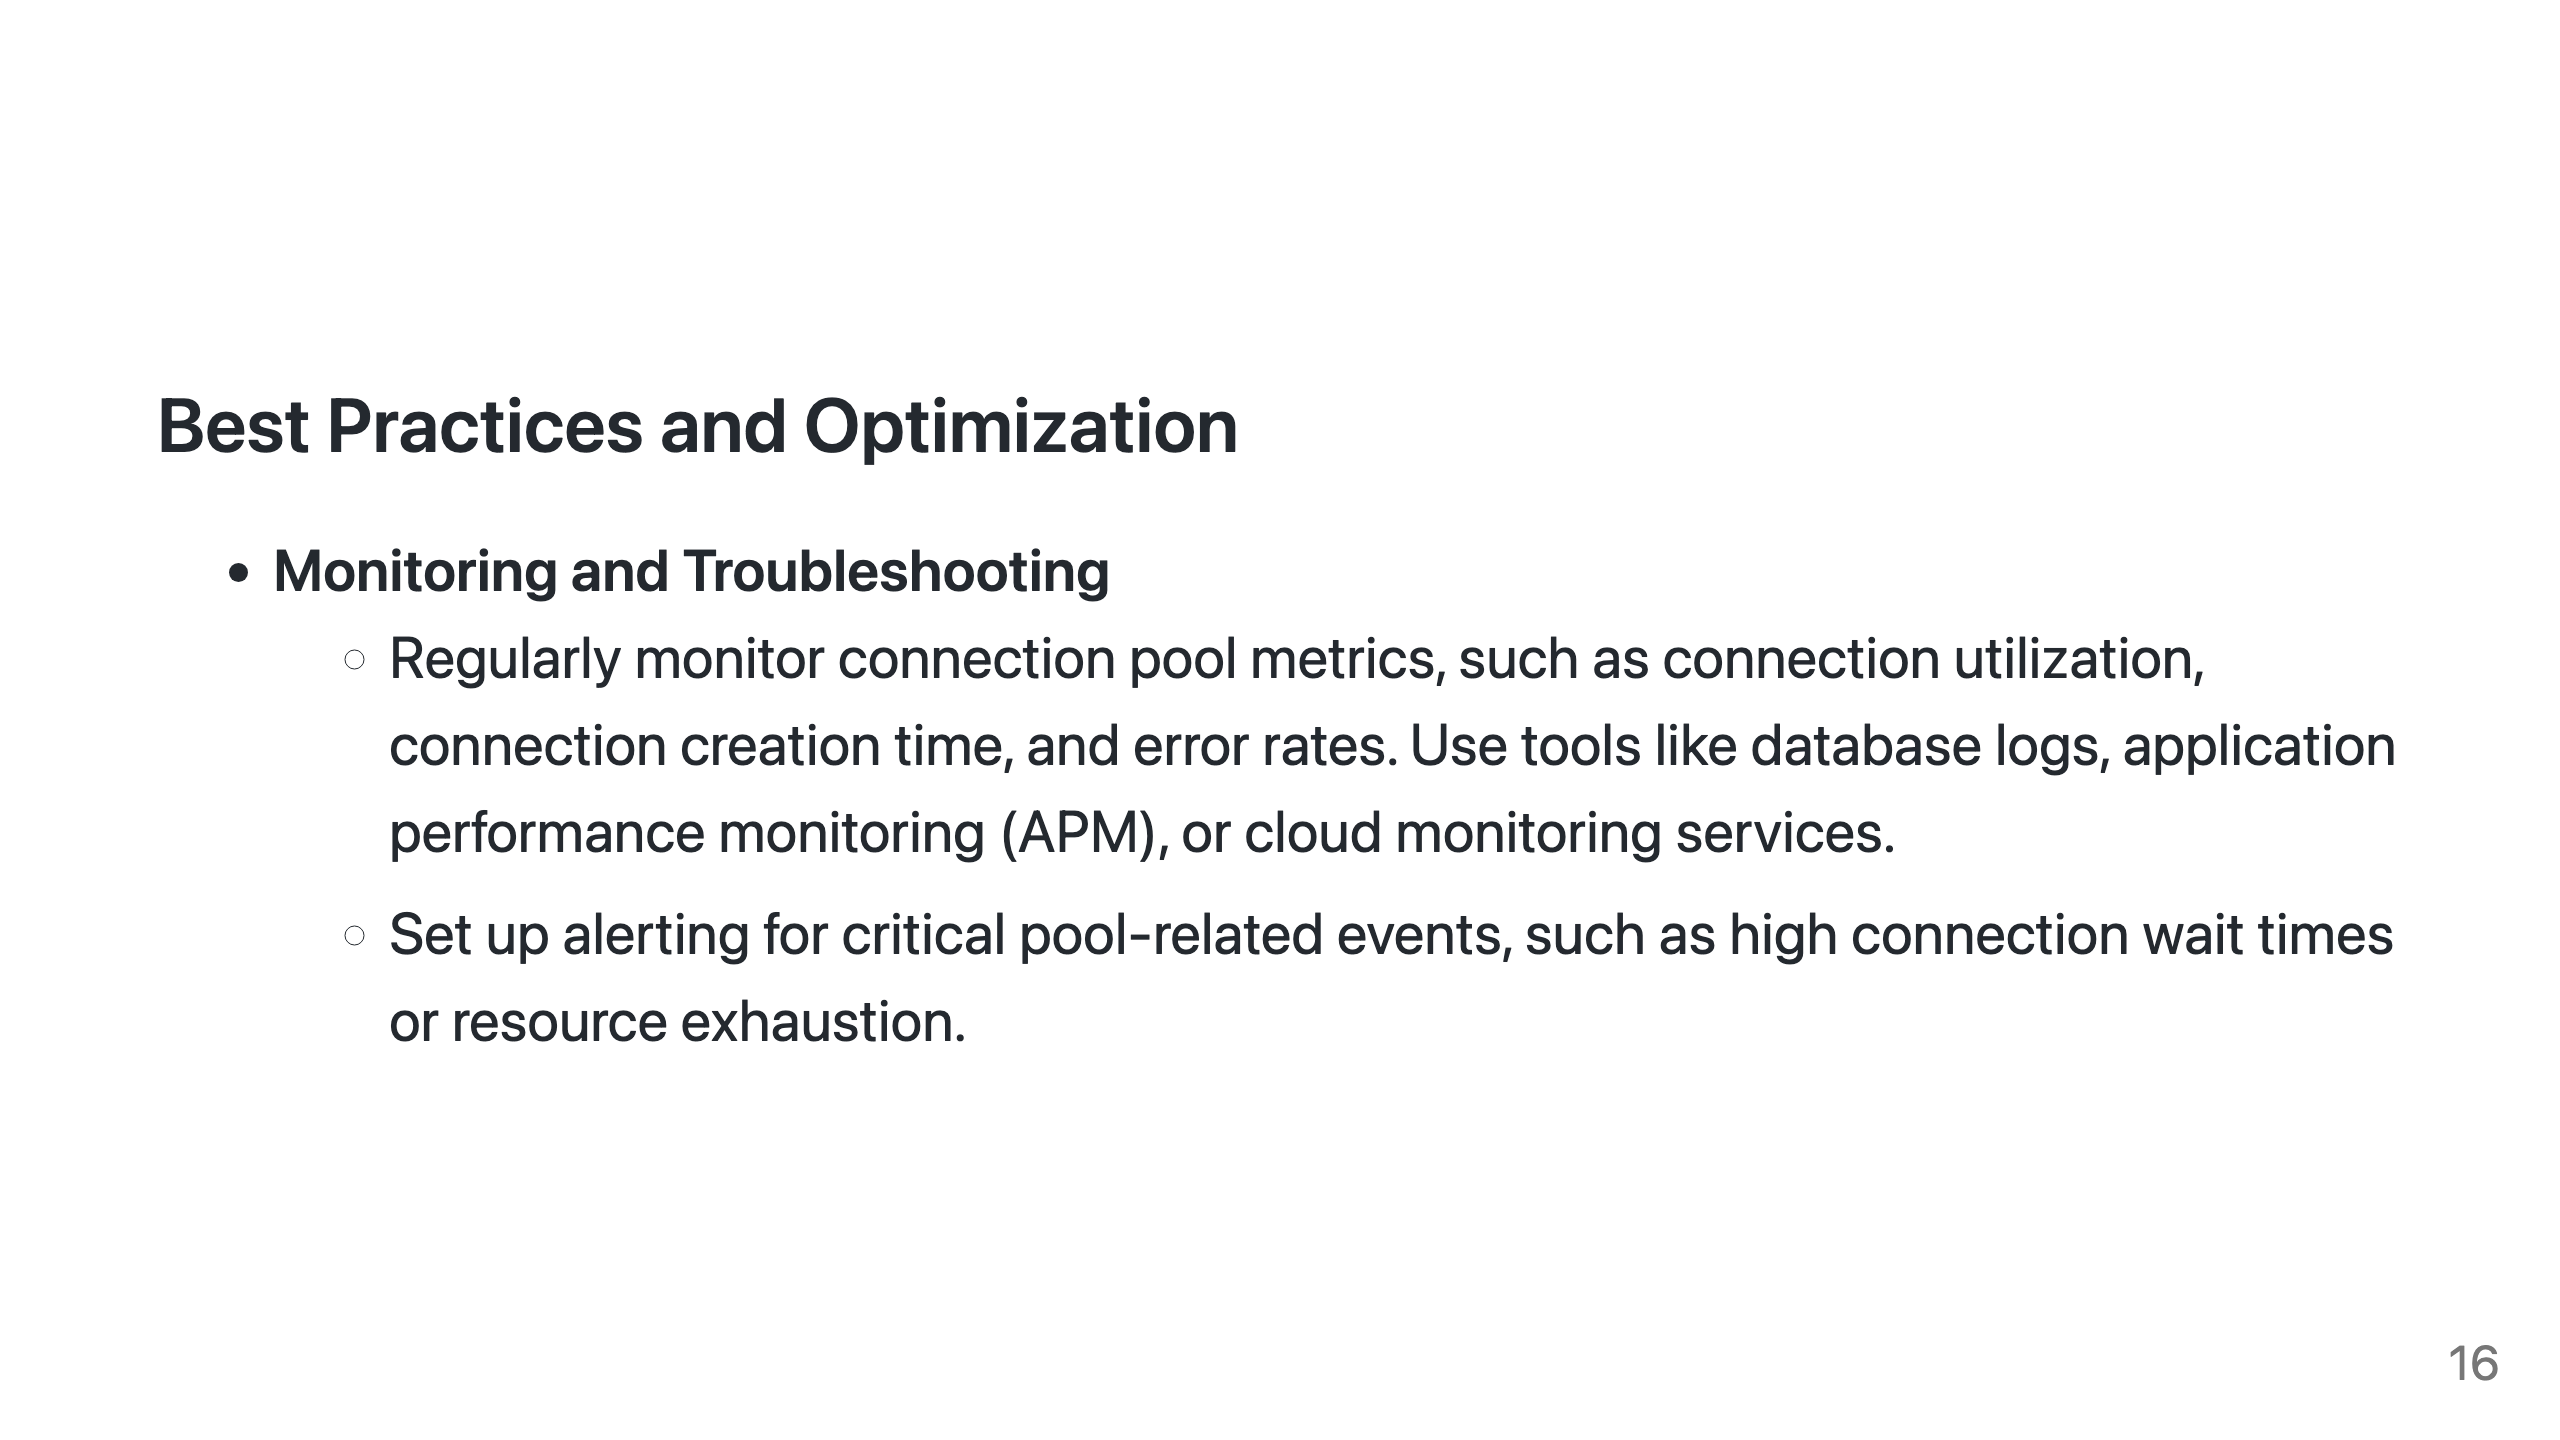 Best Practices and Optimization
• Monitoring and Troubleshooting
○ Regularly monitor connection pool metrics, such as connection utilization,
connection creation time, and error rates. Use tools like database logs, application
performance monitoring (APM), or cloud monitoring services.
○ Set up alerting for critical pool-related events, such as high connection wait times
or resource exhaustion.
16